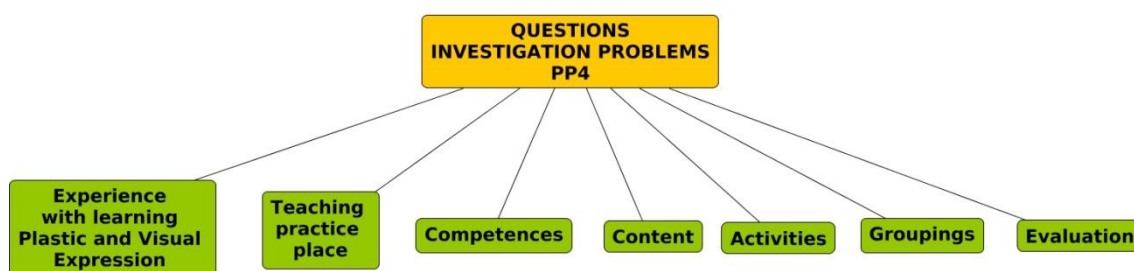 QUESTIONS
INVESTIGATION PROBLEMS
PP4
Experience
with learning
Plastic and Visual
Expression
Teaching
practice
place
Competences
Content
Activities
Groupings
Evaluation